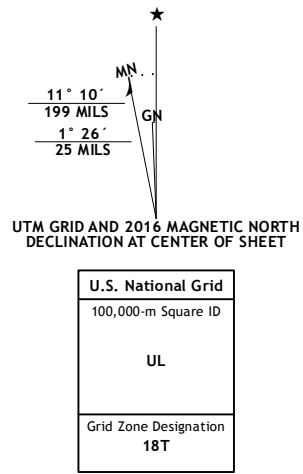 MN
GN
11° 10´
199 MILS
1° 26´
25 MILS
UTM GRID AND 2016 MAGNETIC NORTH
DECLINATION AT CENTER OF SHEET
U.S. National Grid
100,000-m Square ID
UL
Grid Zone Designation
18T